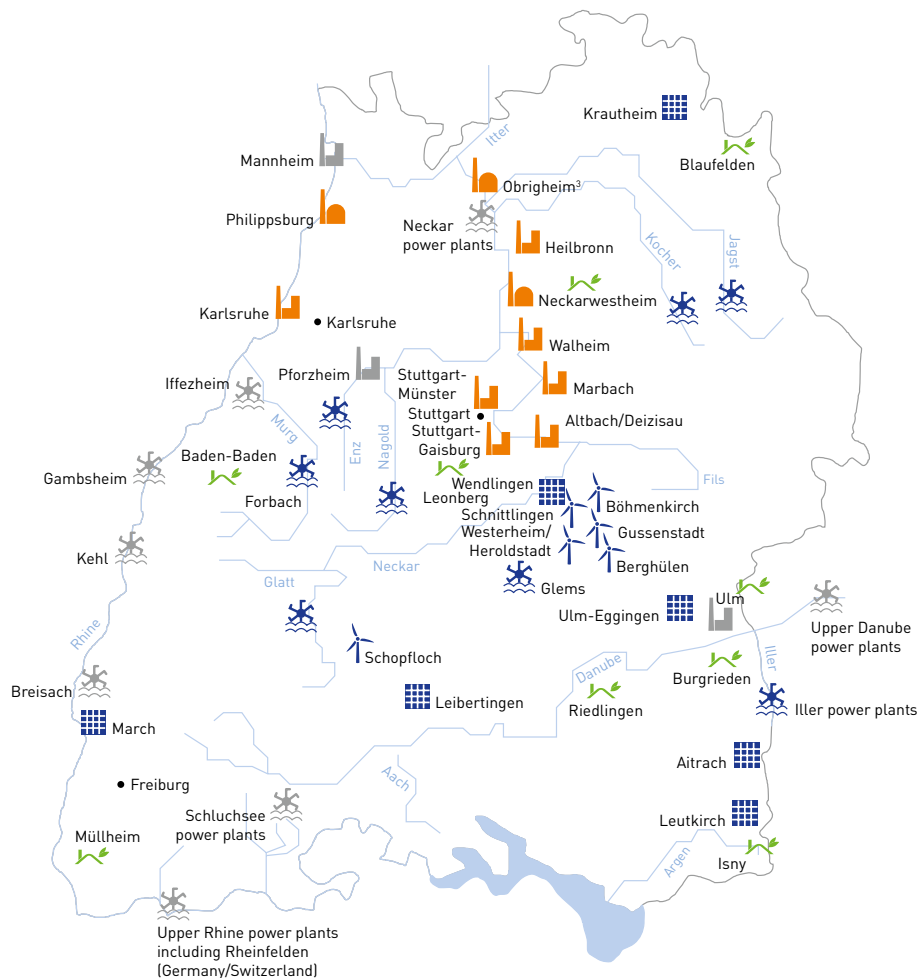 Krautheim
Itter
Mannheim
Blaufelden
Obrigheim³
Philippsburg
Neckar
power plants
Heilbronn
Kocher
Jagst
Neckarwestheim
Karlsruhe
Karlsruhe
Walheim
Pforzheim
Stuttgart-
Münster
Iffezheim
Marbach
Stuttgart
Altbach/Deizisau
Stuttgart-
Gaisburg
Murg
Enz
Nagold
Baden-Baden
Gambsheim
Fils
Wendlingen
Leonberg
Forbach
Böhmenkirch
Schnittlingen
Gussenstadt
Westerheim/
Heroldstadt
Kehl
Berghülen
Neckar
Glatt
Glems
Ulm
Ulm-Eggingen
Upper Danube
power plants
Rhine
Schopfloch
Danube
Iller
Burgrieden
Breisach
Leibertingen
Riedlingen
Iller power plants
March
Aitrach
Aach
Freiburg
Schluchsee
power plants
Leutkirch
Müllheim
Argen
Isny
Upper Rhine power plants
including Rheinfelden
(Germany/Switzerland)